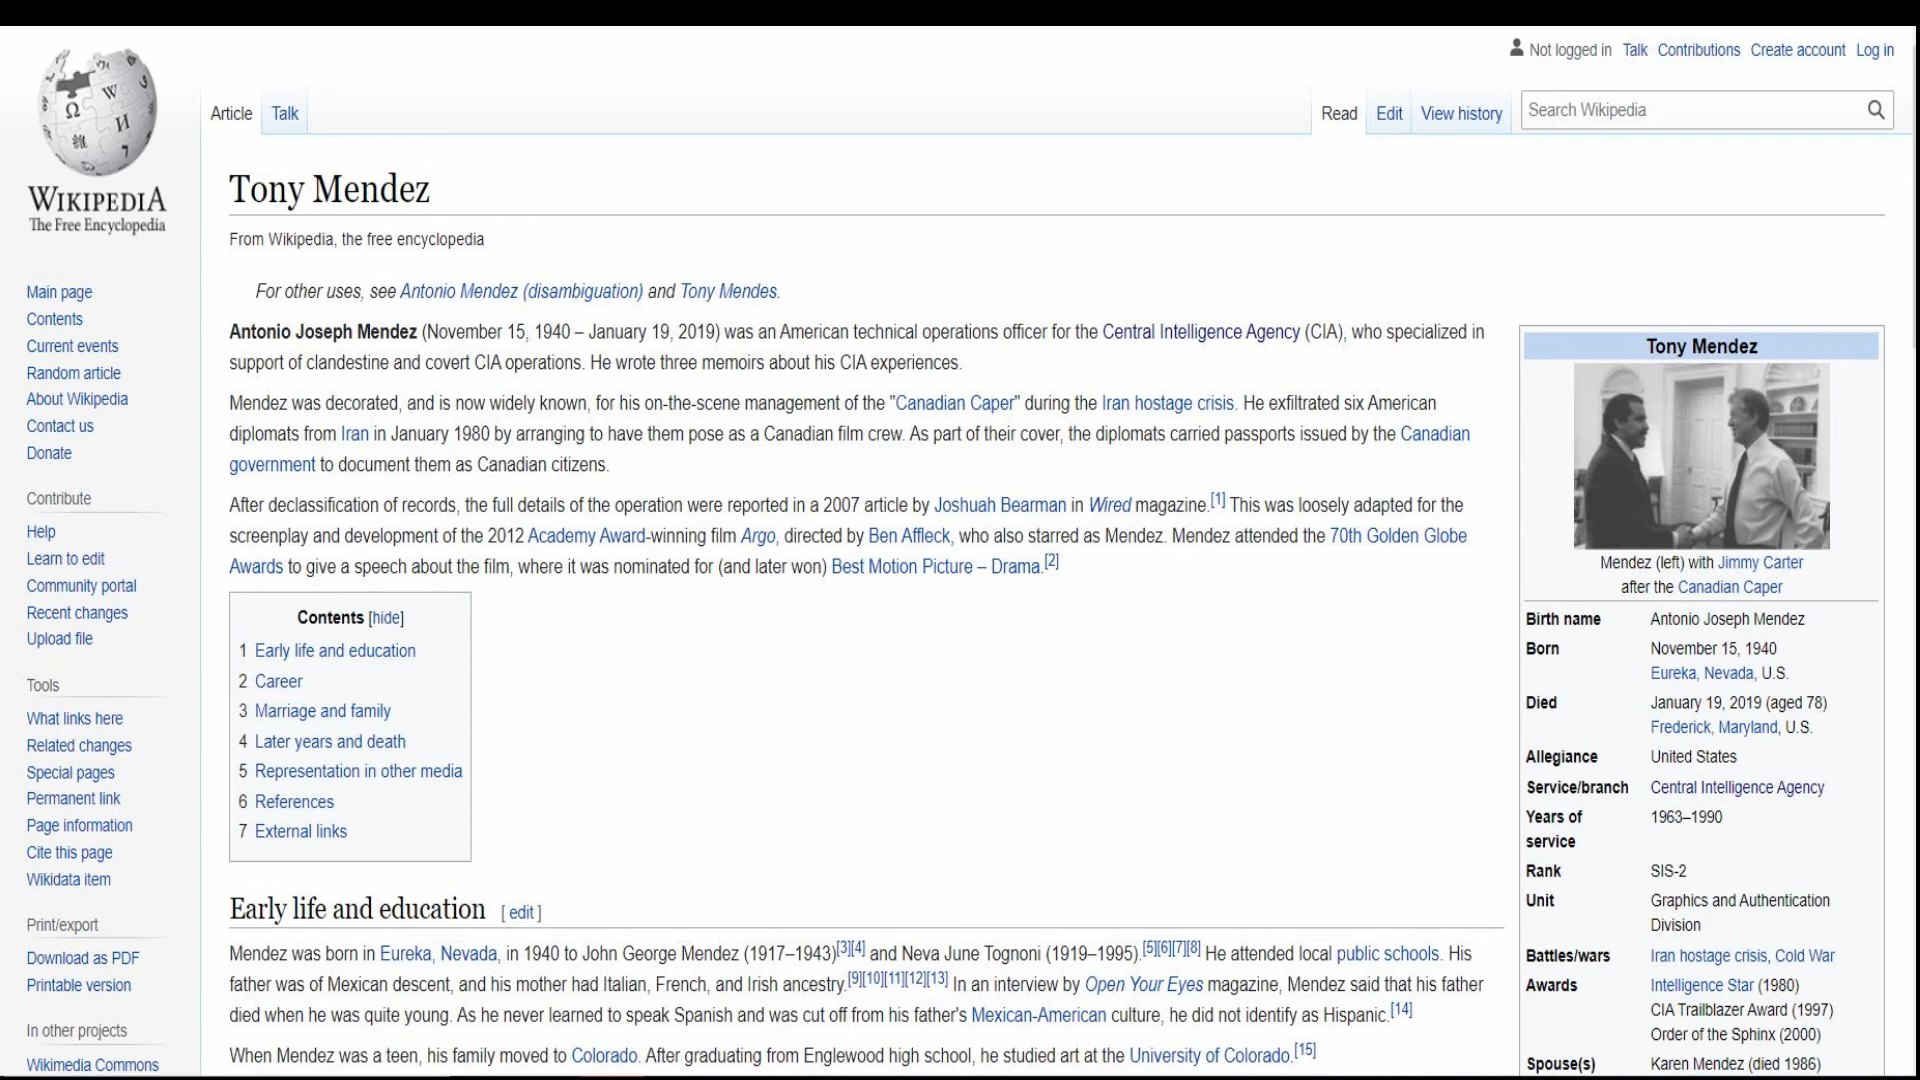 Not logged in Talk Contributions Create account Log in
Article Talk Read Edit View history Search Wikipedia
WIKIPEDIA
The Free Encyclopedia
Main page
Contents
Current events
Random article
About Wikipedia
Contact us
Donate
Contribute
Help
Learn to edit
Community portal
Recent changes
Upload file
Tools
What links here
Related changes
Special pages
Permanent link
Page information
Cite this page
Wikidata item
Print/export
Download as PDF
Printable version
In other projects
Wikimedia Commons
Tony Mendez
From Wikipedia, the free encyclopedia
For other uses, see Antonio Mendez (disambiguation) and Tony Mendes.
Antonio Joseph Mendez (November 15, 1940 – January 19, 2019) was an American technical operations officer for the Central Intelligence Agency (CIA), who specialized in
support of clandestine and covert CIA operations. He wrote three memoirs about his CIA experiences.
Mendez was decorated, and is now widely known, for his on-the-scene management of the "Canadian Caper" during the Iran hostage crisis. He exfiltrated six American
diplomats from Iran in January 1980 by arranging to have them pose as a Canadian film crew. As part of their cover, the diplomats carried passports issued by the Canadian
government to document them as Canadian citizens.
After declassification of records, the full details of the operation were reported in a 2007 article by Joshuah Bearman in Wired magazine.[1] This was loosely adapted for the
screenplay and development of the 2012 Academy Award-winning film Argo, directed by Ben Affleck, who also starred as Mendez. Mendez attended the 70th Golden Globe
Awards to give a speech about the film, where it was nominated for (and later won) Best Motion Picture – Drama.[2]
Contents [hide]
1 Early life and education
2 Career
3 Marriage and family
4 Later years and death
5 Representation in other media
6 References
7 External links
Early life and education [ edit ]
Mendez was born in Eureka, Nevada, in 1940 to John George Mendez (1917–1943)[3][4] and Neva June Tognoni (1919–1995).[5][6][7][8] He attended local public schools. His
father was of Mexican descent, and his mother had Italian, French, and Irish ancestry.[9][10][11][12][13] In an interview by Open Your Eyes magazine, Mendez said that his father
died when he was quite young. As he never learned to speak Spanish and was cut off from his father's Mexican-American culture, he did not identify as Hispanic.[14]
When Mendez was a teen, his family moved to Colorado. After graduating from Englewood high school, he studied art at the University of Colorado.[15]
Tony Mendez
Mendez (left) with Jimmy Carter
after the Canadian Caper
Birth name Antonio Joseph Mendez
Born November 15, 1940
Eureka, Nevada, U.S.
Died January 19, 2019 (aged 78)
Frederick, Maryland, U.S.
Allegiance United States
Service/branch Central Intelligence Agency
Years of 1963–1990
service
Rank SIS-2
Unit Graphics and Authentication
Division
Battles/wars Iran hostage crisis, Cold War
Awards Intelligence Star (1980)
CIA Trailblazer Award (1997)
Order of the Sphinx (2000)
Spouse(s) Karen Mendez (died 1986)